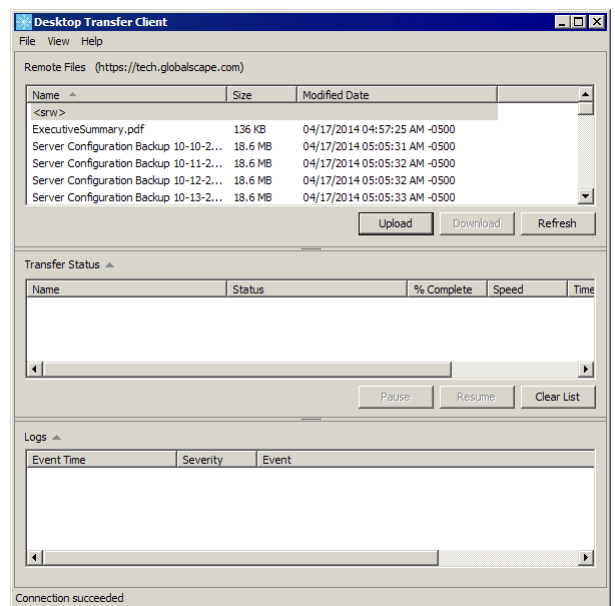 Desktop Transfer Client
File View Help
Remote Files (https://tech.globalscape.com)
Name Size Modified Date
<srw>
ExecutiveSummary.pdf 136 KB 04/17/2014 04:57:25 AM -0500
Server Configuration Backup 10-10-2... 18.6 MB 04/17/2014 05:05:31 AM -0500
Server Configuration Backup 10-11-2... 18.6 MB 04/17/2014 05:05:32 AM -0500
Server Configuration Backup 10-12-2... 18.6 MB 04/17/2014 05:05:32 AM -0500
Server Configuration Backup 10-13-2... 18.6 MB 04/17/2014 05:05:33 AM -0500
Upload Download Refresh
Transfer Status
Name Status % Complete Speed Time
Pause Resume Clear List
Logs
Event Time Severity Event
Connection succeeded